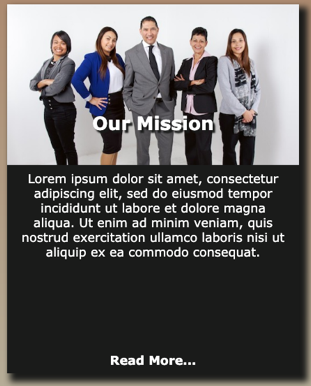 Our Mission
Lorem ipsum dolor sit amet, consectetur
adipiscing elit, sed do eiusmod tempor
incididunt ut labore et dolore magna
aliqua. Ut enim ad minim veniam, quis
nostrud exercitation ullamco laboris nisi ut
aliquip ex ea commodo consequat.
Read More...